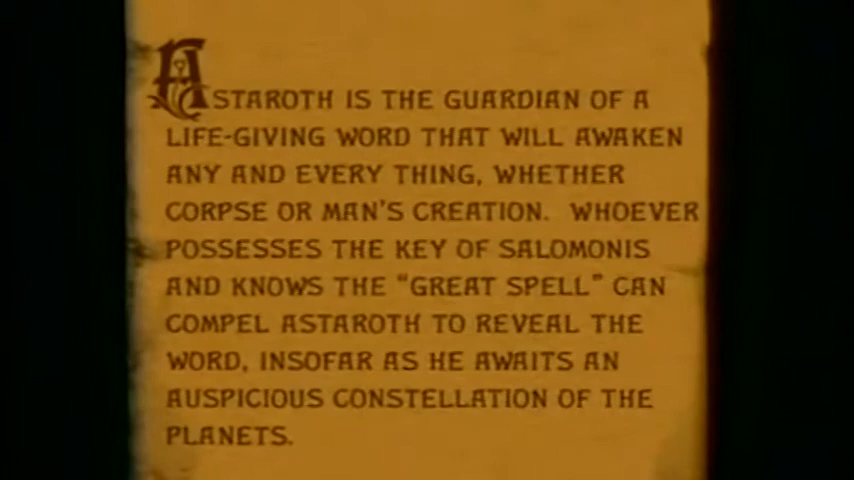 ASTAROTH IS THE GUARDIAN OF A
LIFE-GIVING WORD THAT WILL AWAKEN
ANY AND EVERY THING, WHETHER
CORPSE OR MAN'S CREATION. WHOEVER
POSSESSES THE KEY OF SALOMONIS
AND KNOWS THE "GREAT SPELL" CAN
COMPEL ASTAROTH TO REVEAL THE
WORD, INSOFAR AS HE AWAITS AN
AUSPICIOUS CONSTELLATION OF THE
PLANETS.